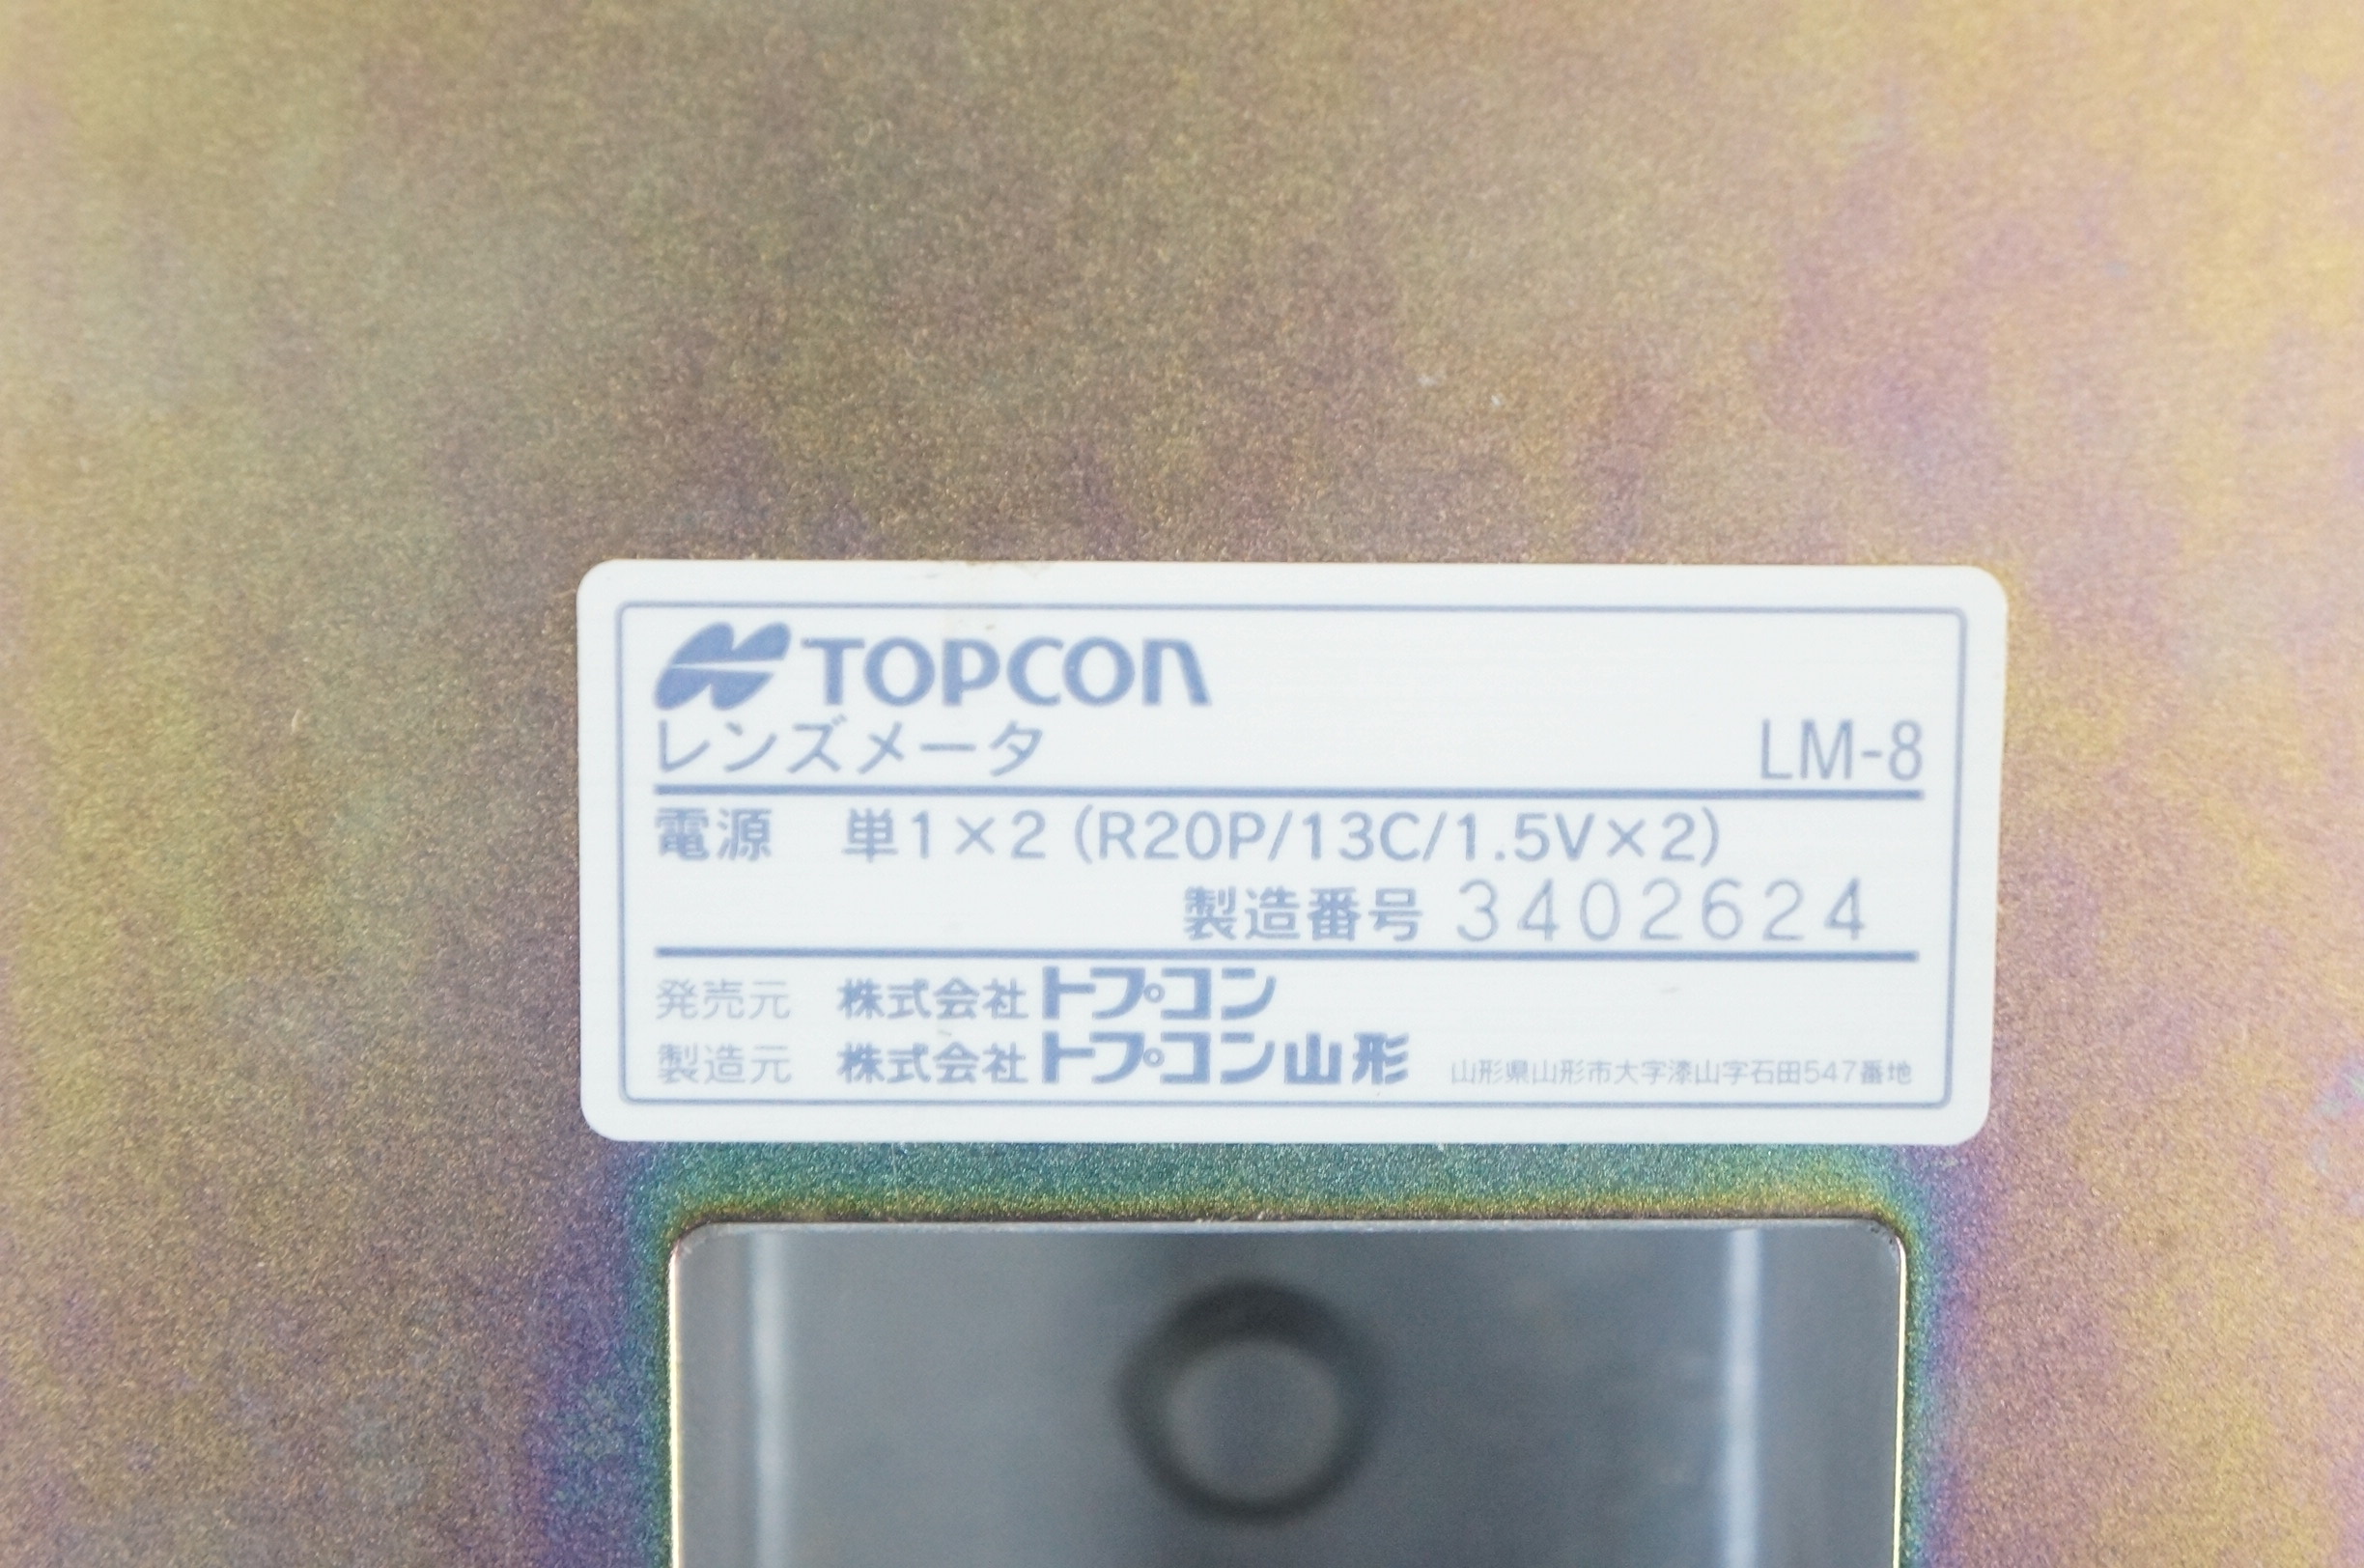 TOPCON
レンズメータ LM-8
電源 単1×2 (R20P/13C/1.5V×2)
製造番号 3402624
発売元 株式会社トプコン
製造元 株式会社トプコン山形 山形県山形市大字漆山字石田547番地